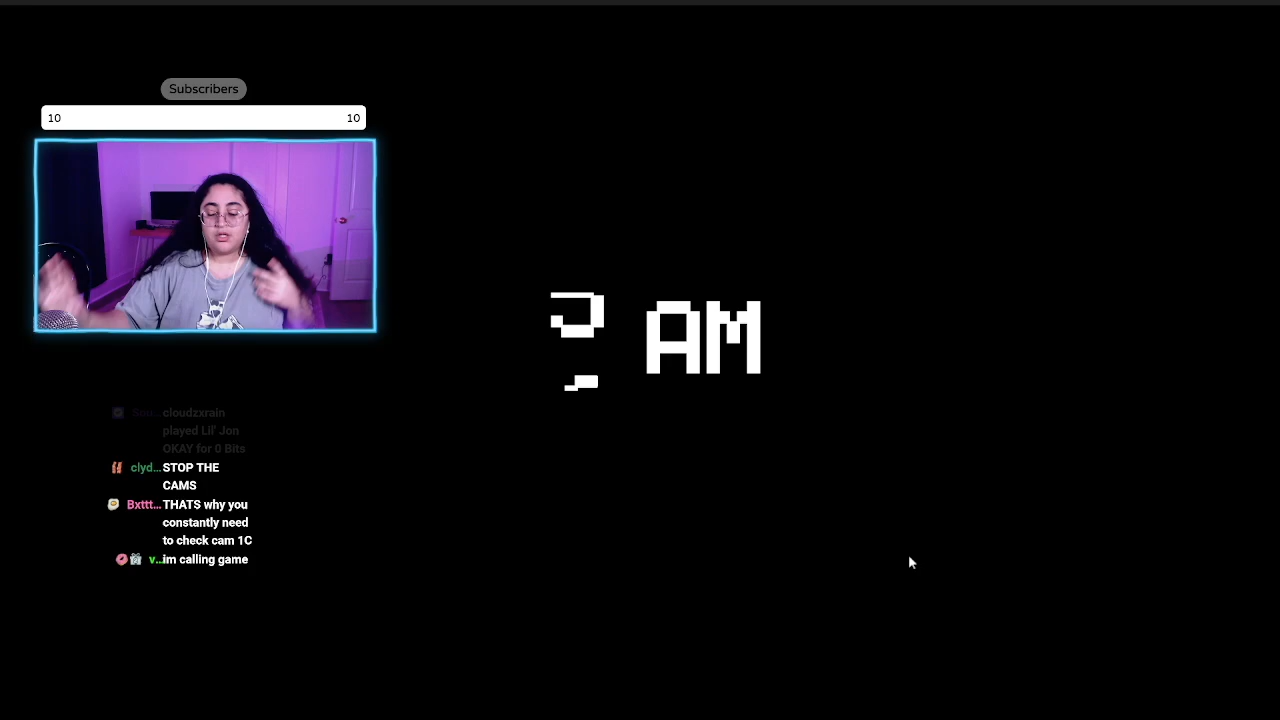 Subscribers
10 10
AM
cloudzxrain
played Lil' Jon
OKAY for 0 Bits
clyd... STOP THE
CAMS
Bxttt... THATS why you
constantly need
to check cam 1C
v... im calling game